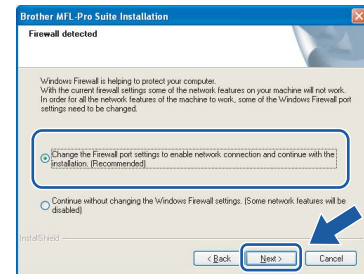 Brother MFL-Pro Suite Installation
Firewall detected
Windows Firewall is helping to protect your computer.
With the current firewall settings some of the network features on your machine will not work.
In order for all the network features of the machine to work, some of the Windows Firewall port
settings need to be changed.
Change the Firewall port settings to enable network connection and continue with the
installation. (Recommended)
Continue without changing the Windows Firewall settings. (Some network features will be
disabled)
InstallShield
< Back
Next >
Cancel